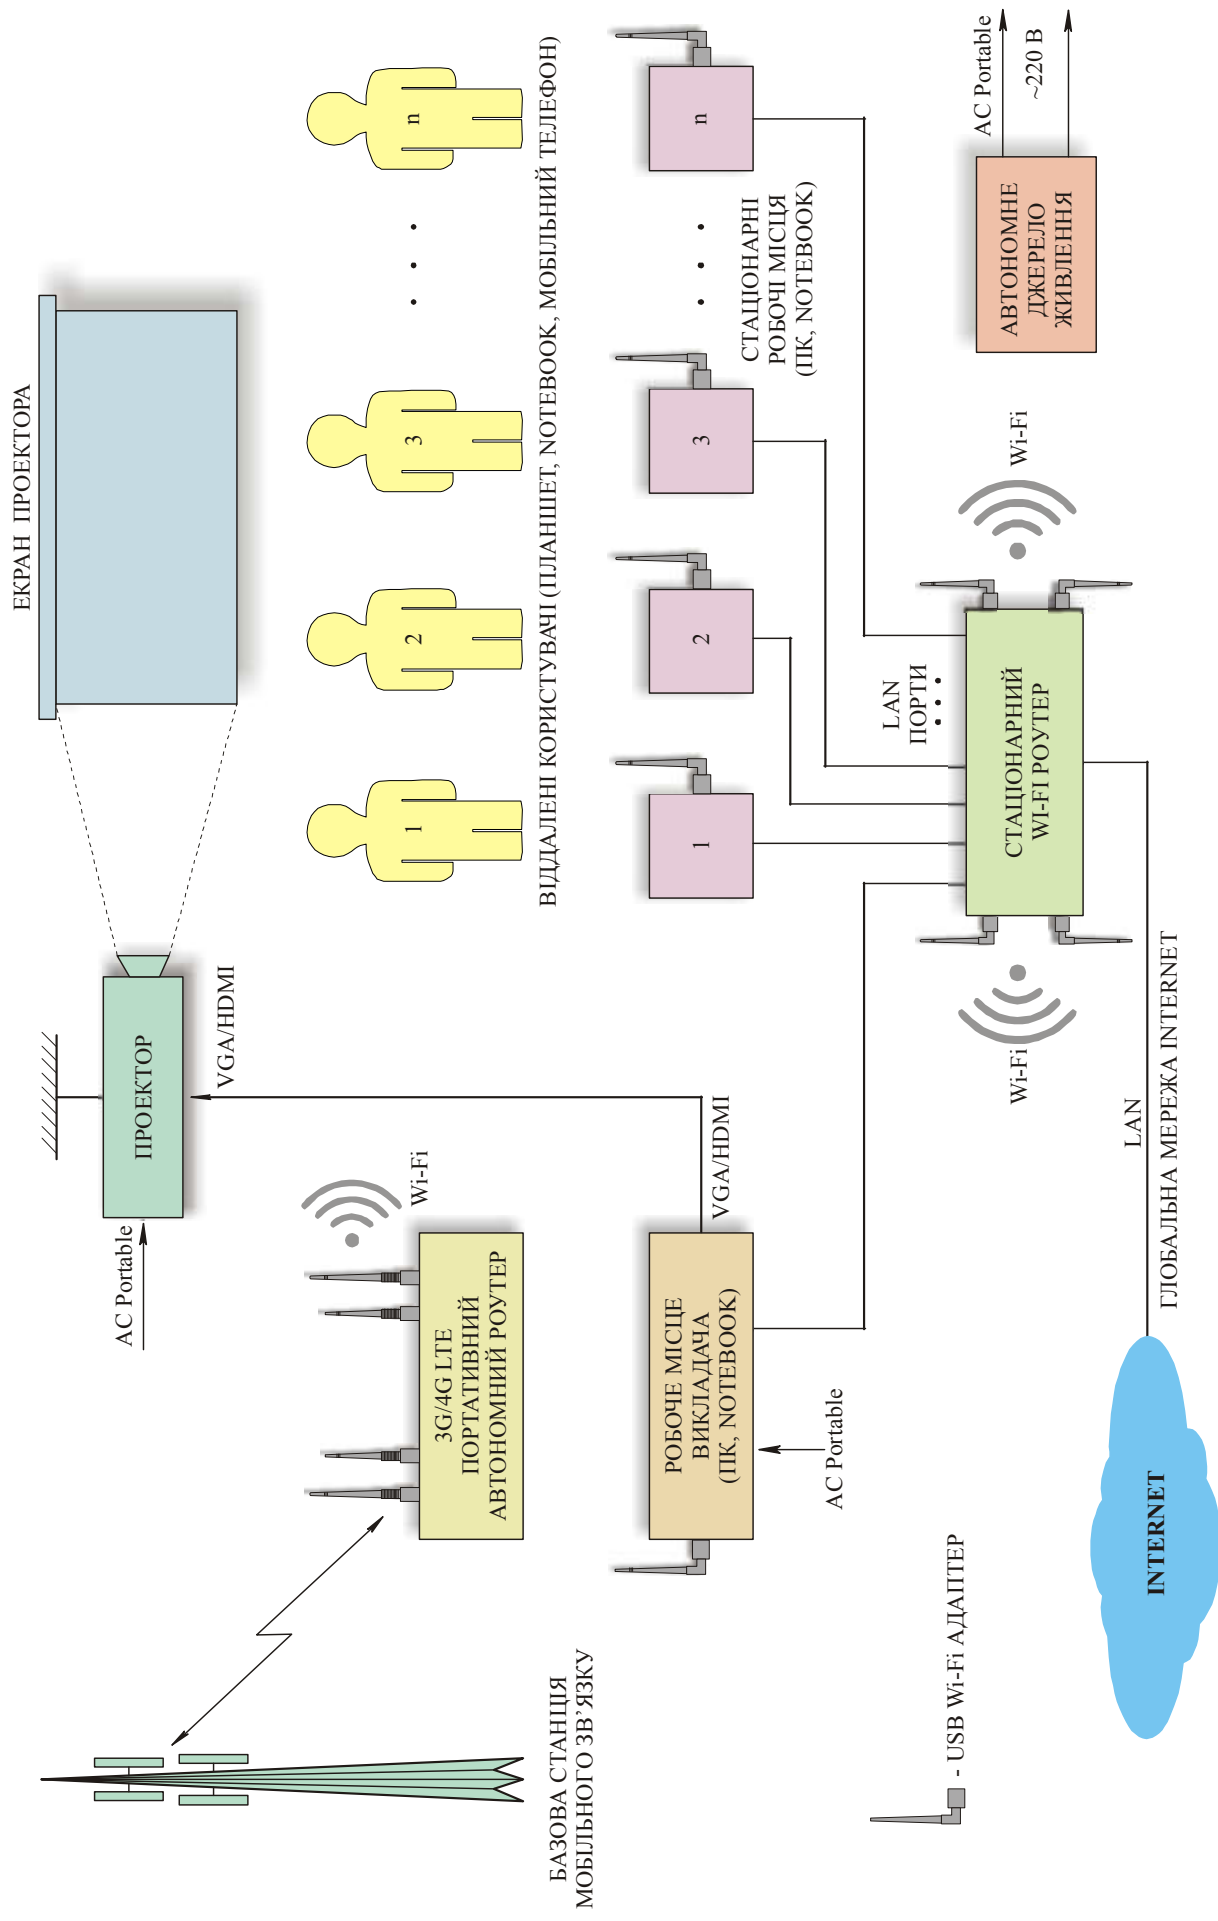 ЕКРАН ПРОЕКТОРА
AC Portable
ПРОЕКТОР
VGA/HDMI
Wi-Fi
3G/4G LTE
ПОРТАТИВНИЙ
АВТОНОМНИЙ РОУТЕР
1
2
3
n
ВІДДАЛЕНІ КОРИСТУВАЧІ (ПЛАНШЕТ, NOTEBOOK, МОБІЛЬНИЙ ТЕЛЕФОН)
БАЗОВА СТАНЦІЯ
МОБІЛЬНОГО ЗВ’ЯЗКУ
РОБОЧЕ МІСЦЕ
ВИКЛАДАЧА
(ПК, NOTEBOOK)
VGA/HDMI
AC Portable
1
2
3
n
СТАЦІОНАРНІ
РОБОЧІ МІСЦЯ
(ПК, NOTEBOOK)
LAN
ПОРТИ
- USB Wi-Fi АДАПТЕР
Wi-Fi
СТАЦІОНАРНИЙ
WI-FI РОУТЕР
Wi-Fi
АВТОНОМНЕ
ДЖЕРЕЛО
ЖИВЛЕННЯ
AC Portable
~220 В
INTERNET
LAN
ГЛОБАЛЬНА МЕРЕЖА INTERNET